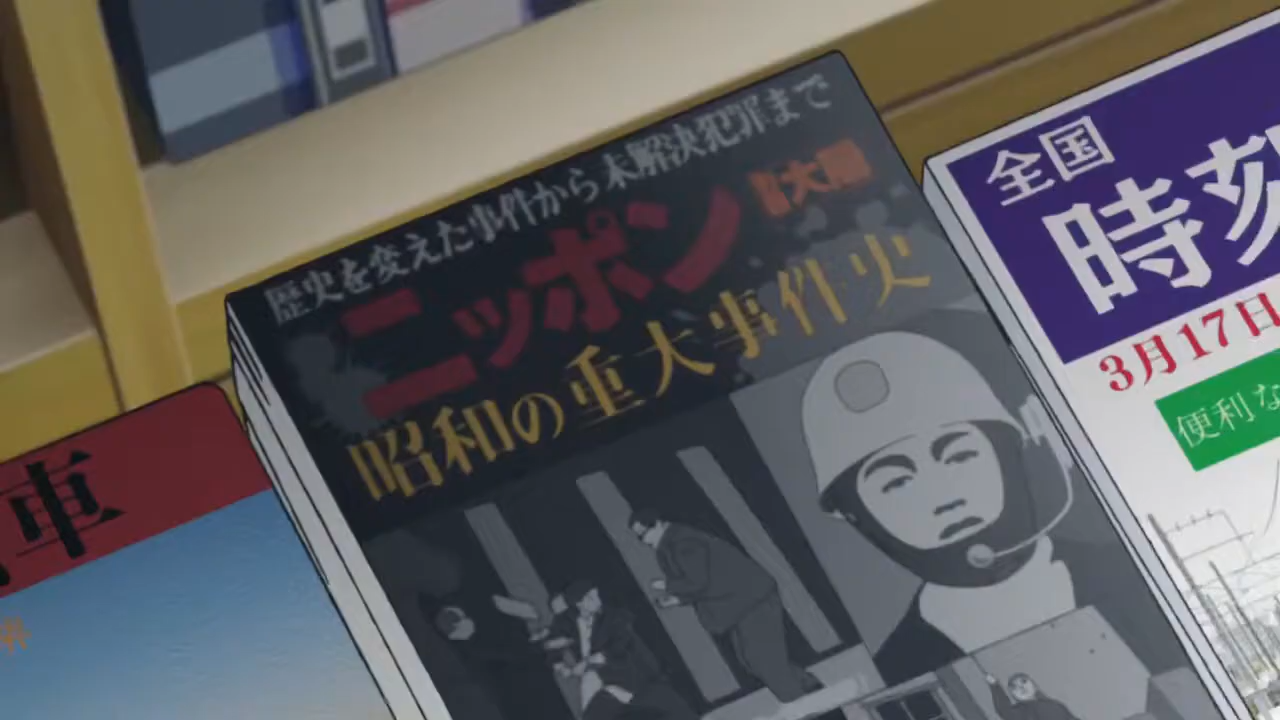 歴史を変えた事件から未解決犯罪まで
ニッポン
昭和の重大事件史
全国
時刻
3月17日
便利な
車